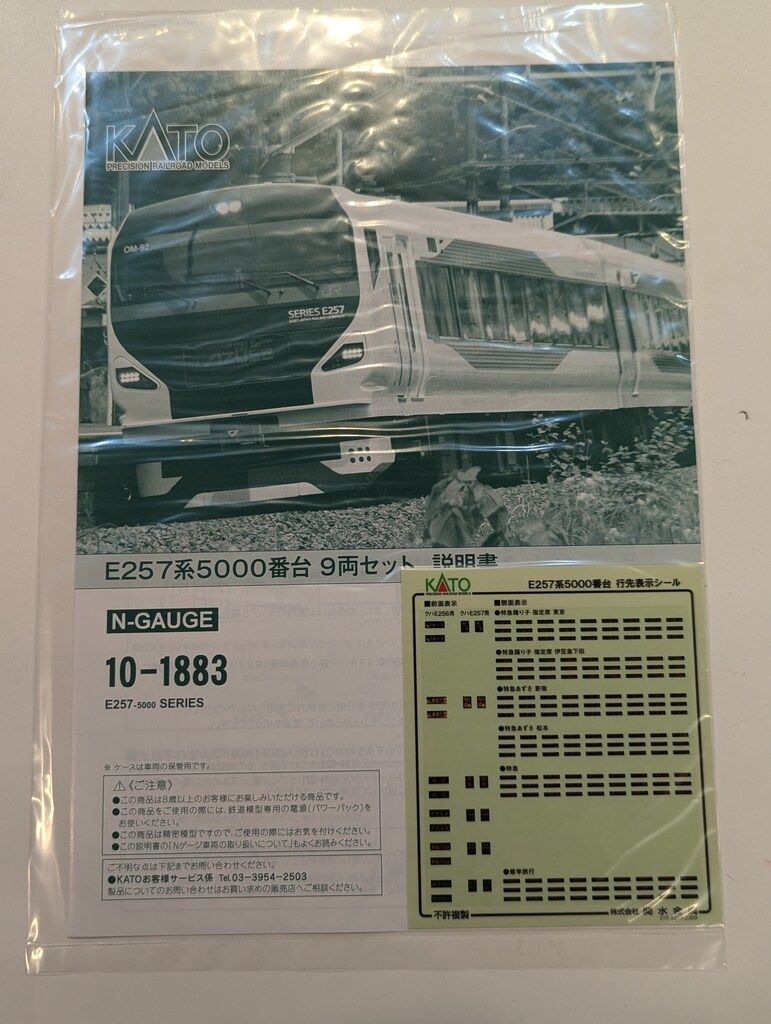 KATO
PRECISION RAILROAD MODELS
OM-92
SERIES E257
E257系5000番台 9両セット 説明書
N-GAUGE
10-1883
E257-5000 SERIES
※ ケースは車両の保管用です。
⚠〈ご注意〉
●この商品は8歳以上のお客様にお楽しみいただける商品です。
●この商品をご使用の際には、鉄道模型専用の電源(パワーパック)を
お使いください。
●この商品は精密模型ですので、ご使用の際にはお気を付けください。
●この説明書の「Nゲージ車両の取り扱いについて」もよくお読みください。
ご不明な点は下記までお問い合わせください。
●KATOお客様サービス係 Tel.03-3954-2503
製品についてのお問い合わせはお買い求めの販売店へご相談ください。
KATO
PRECISION RAILROAD MODELS
E257系5000番台 行先表示シール
■前面表示
■側面表示
クハE256用 クハE257用
●特急踊り子 指定席 東京
●特急踊り子 指定席 伊豆急下田
●特急あずさ 新宿
●特急あずさ 松本
●特急
●修学旅行
不許複製
株式会社 関水金属